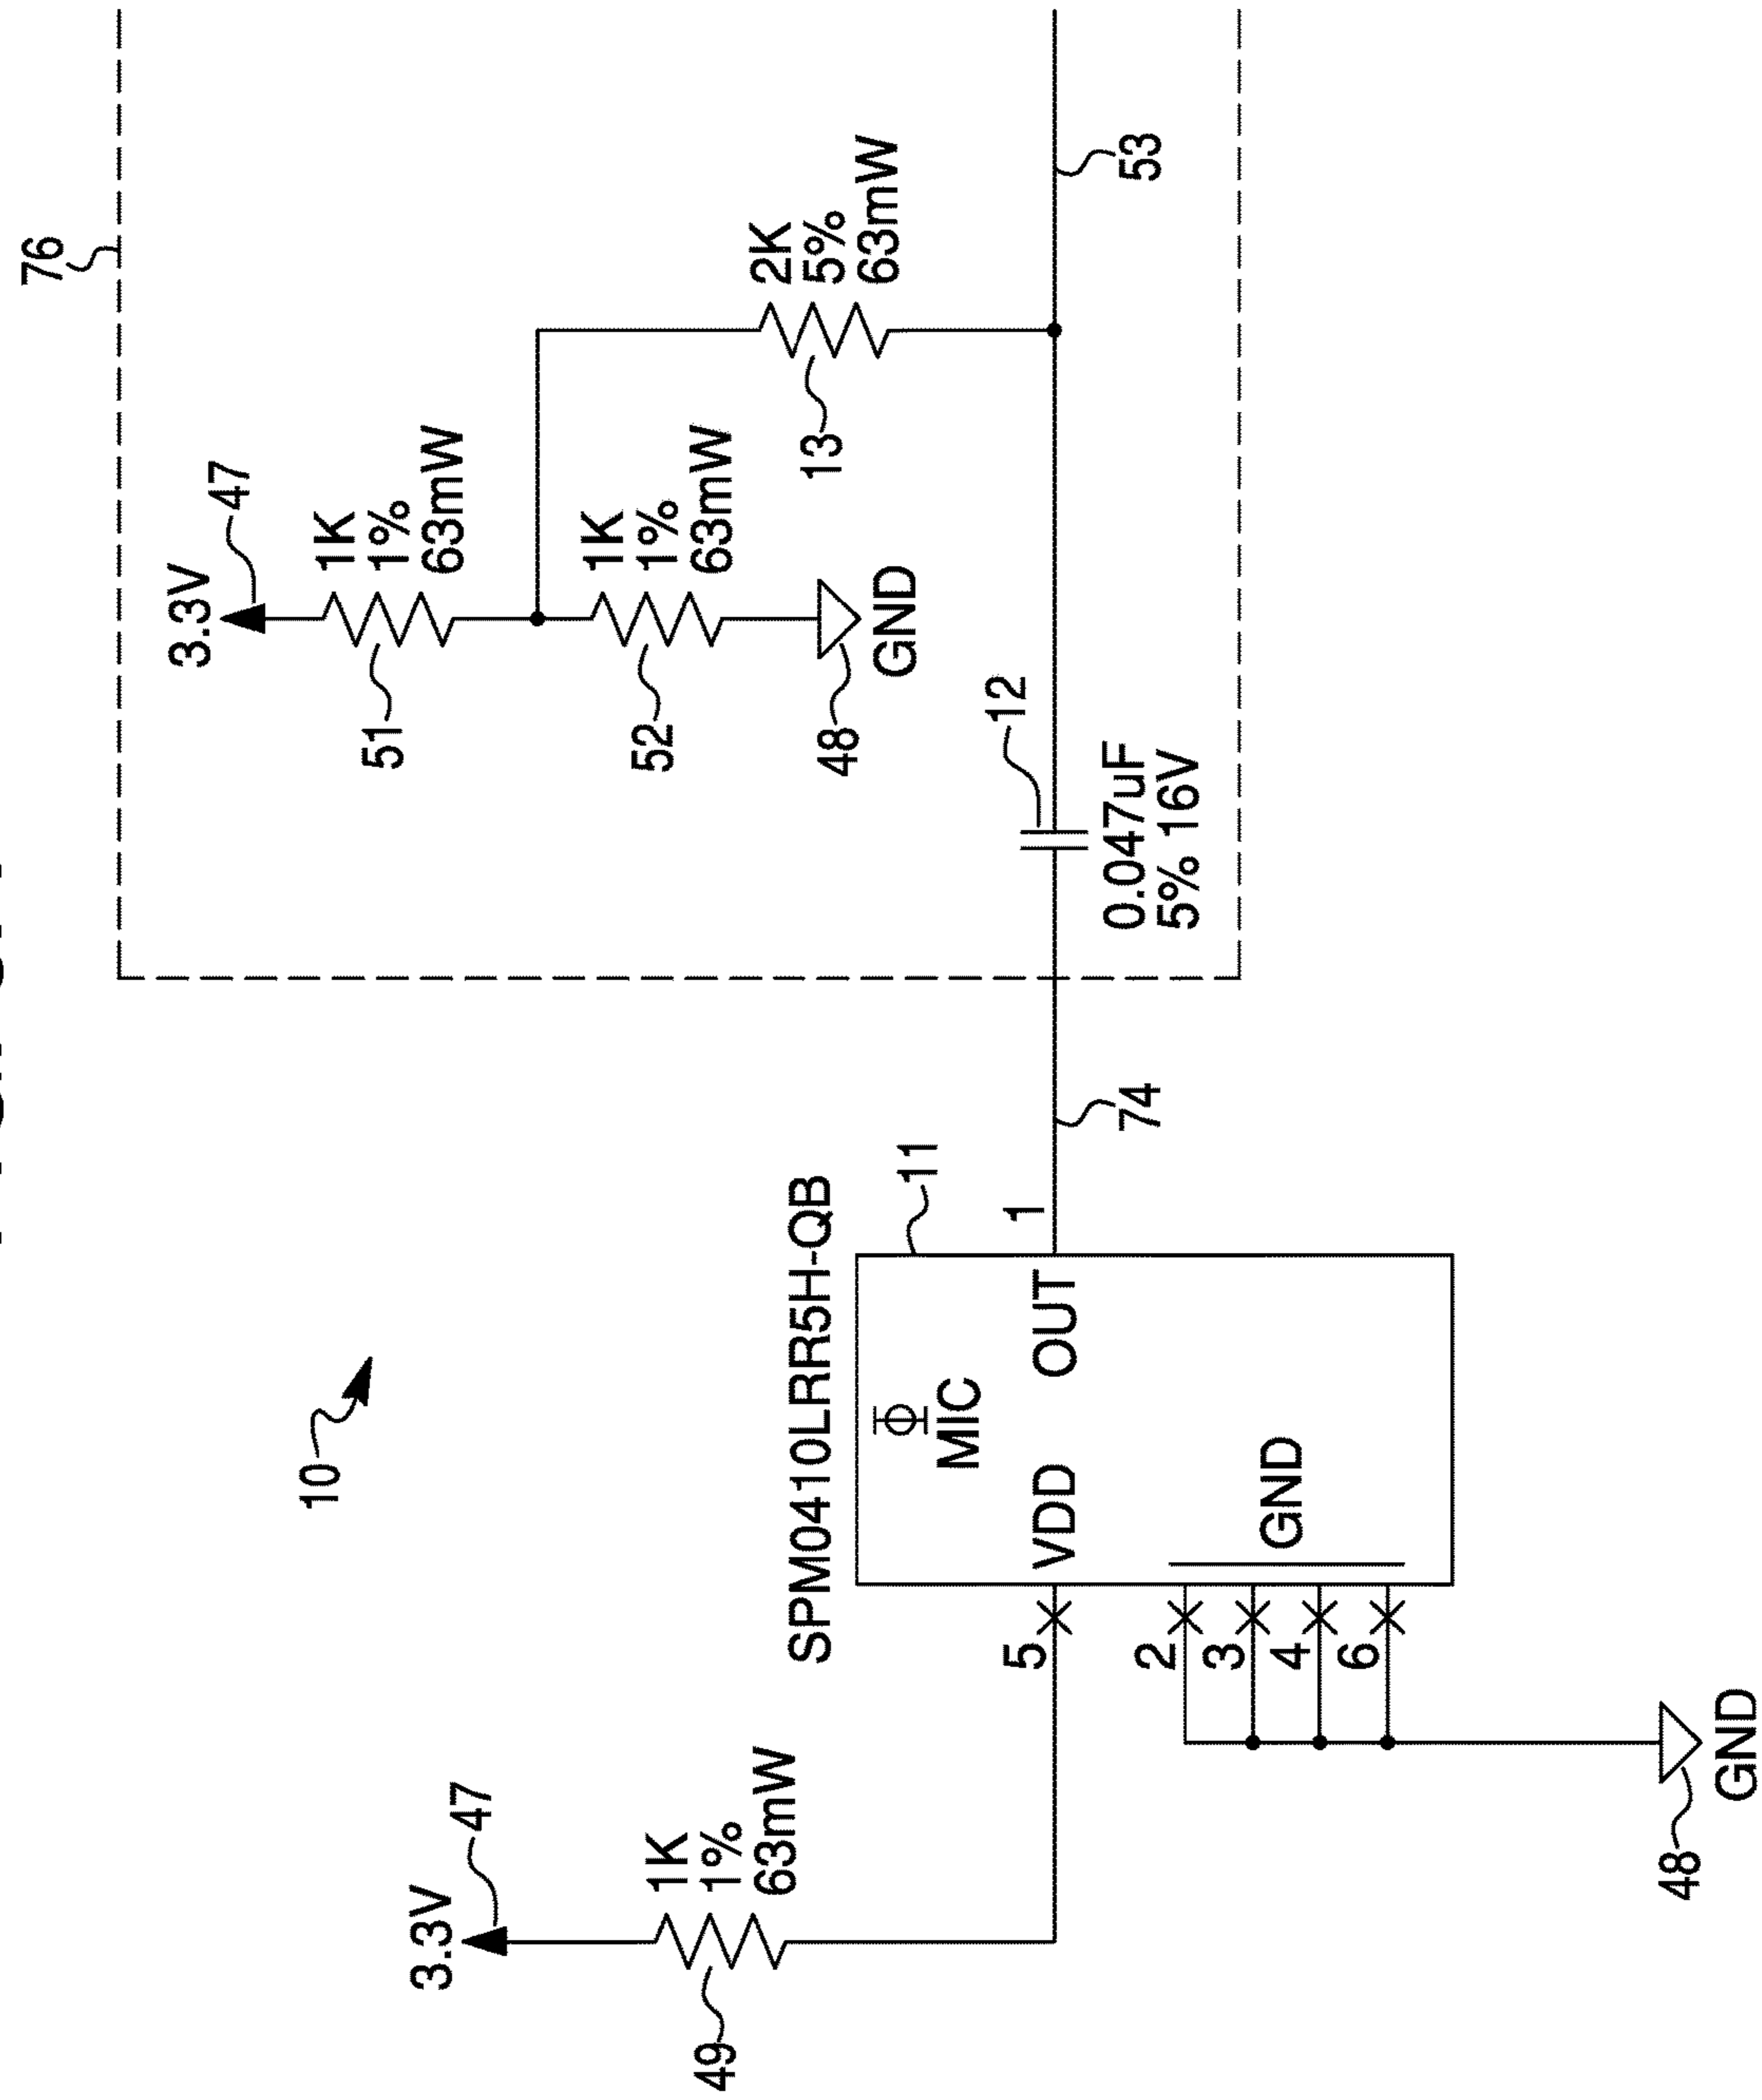 76
3.3V
47
1K
1%
63mW
51
1K
1%
63mW
52
48
GND
2K
5%
63mW
13
12
0.047uF
5% 16V
53
74
10
SPM0410LRR5H-QB
11
MIC
VDD
OUT
GND
1
5
2
3
4
6
3.3V
47
1K
1%
63mW
49
48
GND